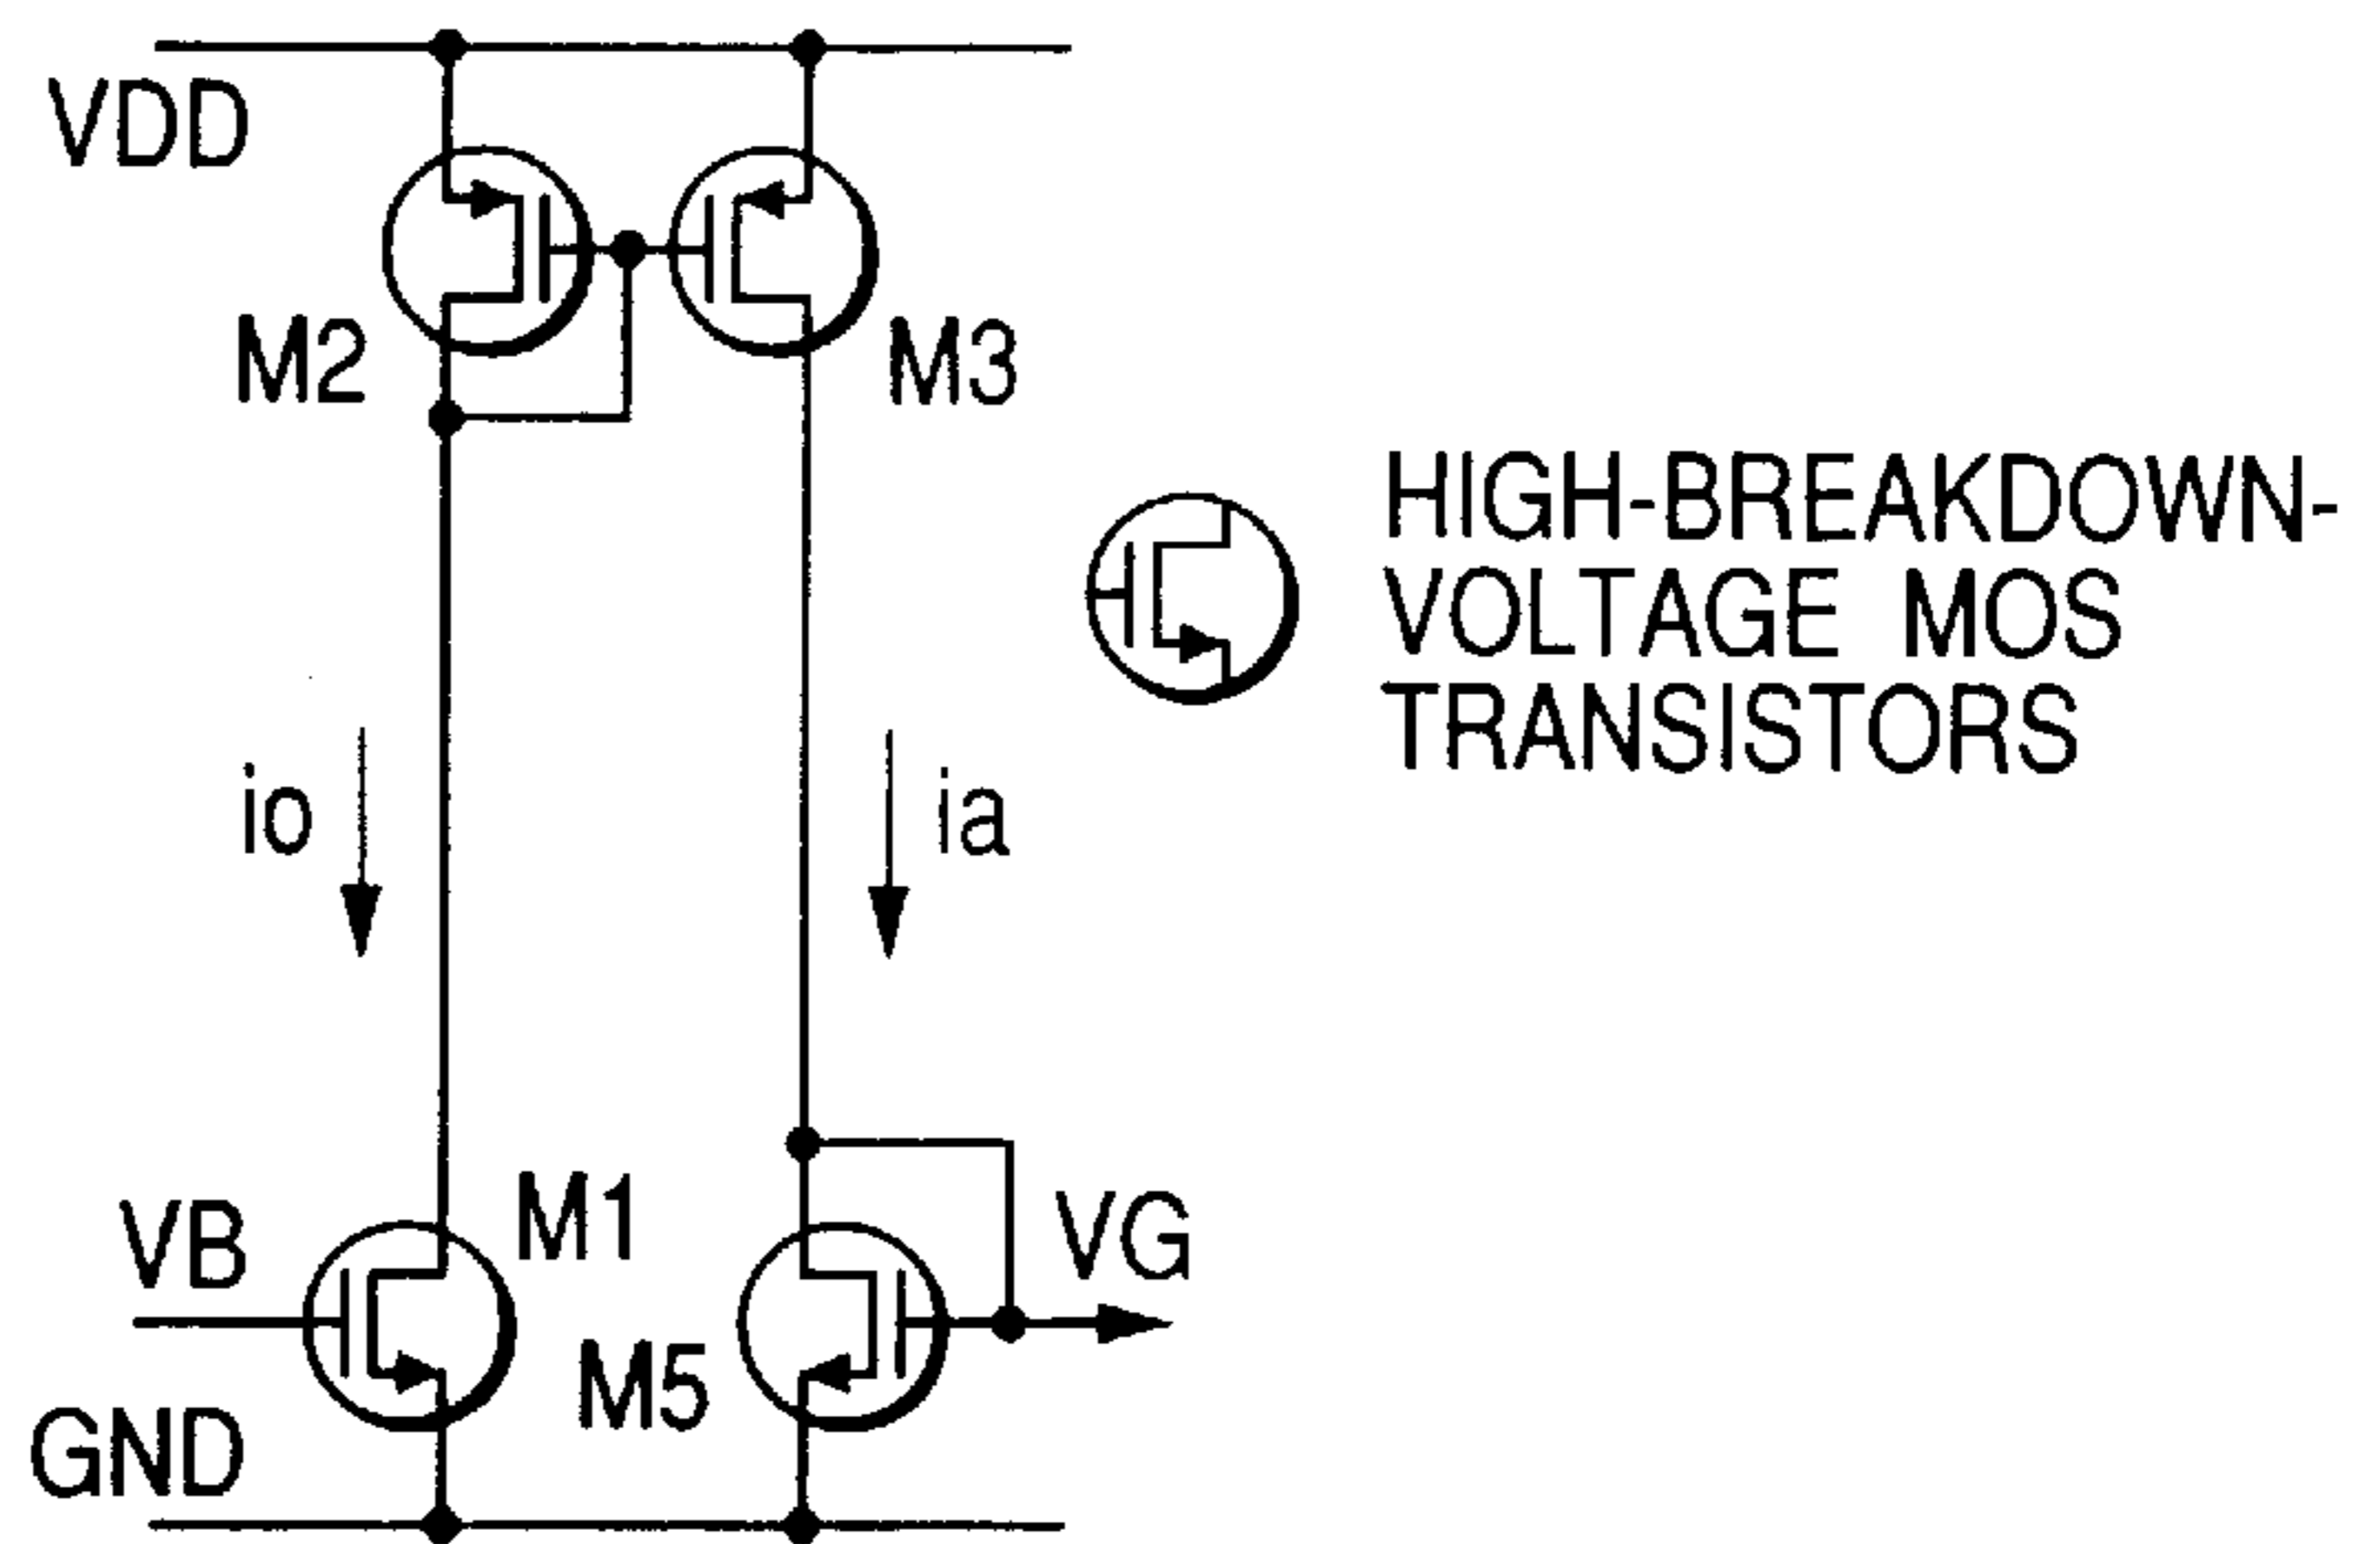 VDD
M2
M3
HIGH-BREAKDOWN-
VOLTAGE MOS
TRANSISTORS
io
ia
VB
M1
VG
M5
GND